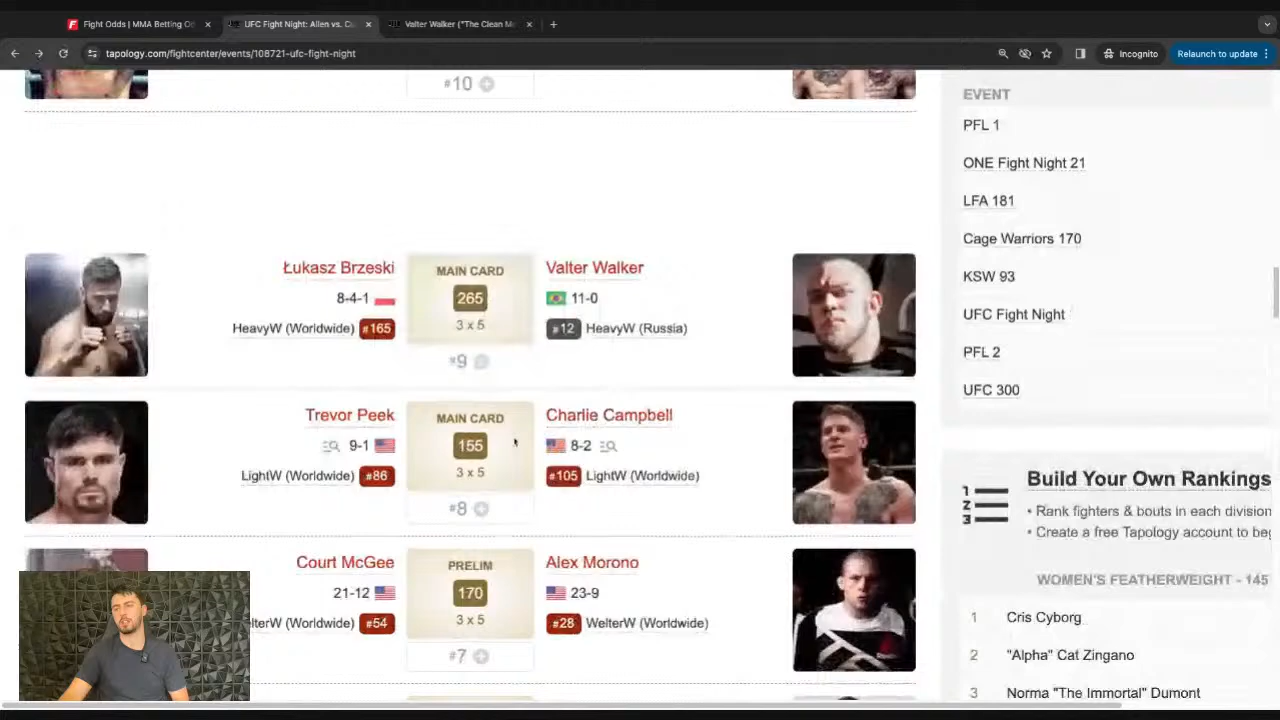 Fight Odds | MMA Betting O
UFC Fight Night: Allen vs. Cu
Valter Walker ("The Clean M
tapology.com/fightcenter/events/108721-ufc-fight-night
Incognito
Relaunch to update
#10
Łukasz Brzeski
MAIN CARD
Valter Walker
8-4-1
265
11-0
HeavyW (Worldwide) #165
3 x 5
#12 HeavyW (Russia)
#9
Trevor Peek
MAIN CARD
Charlie Campbell
9-1
155
8-2
LightW (Worldwide) #86
3 x 5
#105 LightW (Worldwide)
#8
Court McGee
PRELIM
Alex Morono
21-12
170
23-9
lterW (Worldwide) #54
3 x 5
#28 WelterW (Worldwide)
#7
EVENT
PFL 1
ONE Fight Night 21
LFA 181
Cage Warriors 170
KSW 93
UFC Fight Night
PFL 2
UFC 300
1
2
3
Build Your Own Rankings
• Rank fighters & bouts in each division
• Create a free Tapology account to be
WOMEN'S FEATHERWEIGHT - 145
1 Cris Cyborg
2 "Alpha" Cat Zingano
3 Norma "The Immortal" Dumont